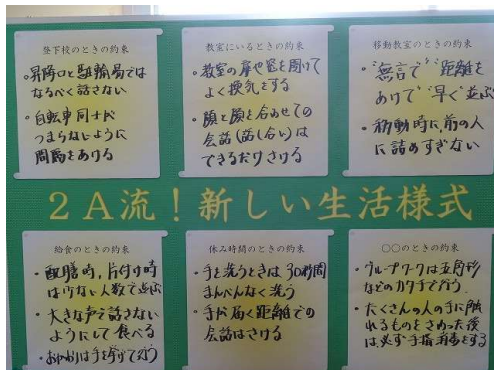 登下校のときの約束
・昇降口と駐輪場では
なるべく話さない
・自転車同士が
つまらないように
間隔をあける
教室にいるときの約束
・教室の扉や窓を開けて
よく換気をする
・顔と顔を合わせての
会話(話し合い)は
できるだけさける
移動教室のときの約束
・"無言で" "距離を
あけて" "早く"並ぶ
・移動時に、前の人
に詰めすぎない
2A流！新しい生活様式
給食のときの約束
・配膳時、片付け時
は少ない人数で並ぶ
・大きな声で話さない
ようにして食べる
・おかわりは手を挙げて行う
休み時間のときの約束
・手を洗うときは30秒間
まんべんなく洗う
・手が届く距離での
会話はさける
○○のときの約束
・グループワークは五角形
などのカタチで行う。
・たくさんの人の手に触
れるものをさわった後
は必ず手指消毒をする